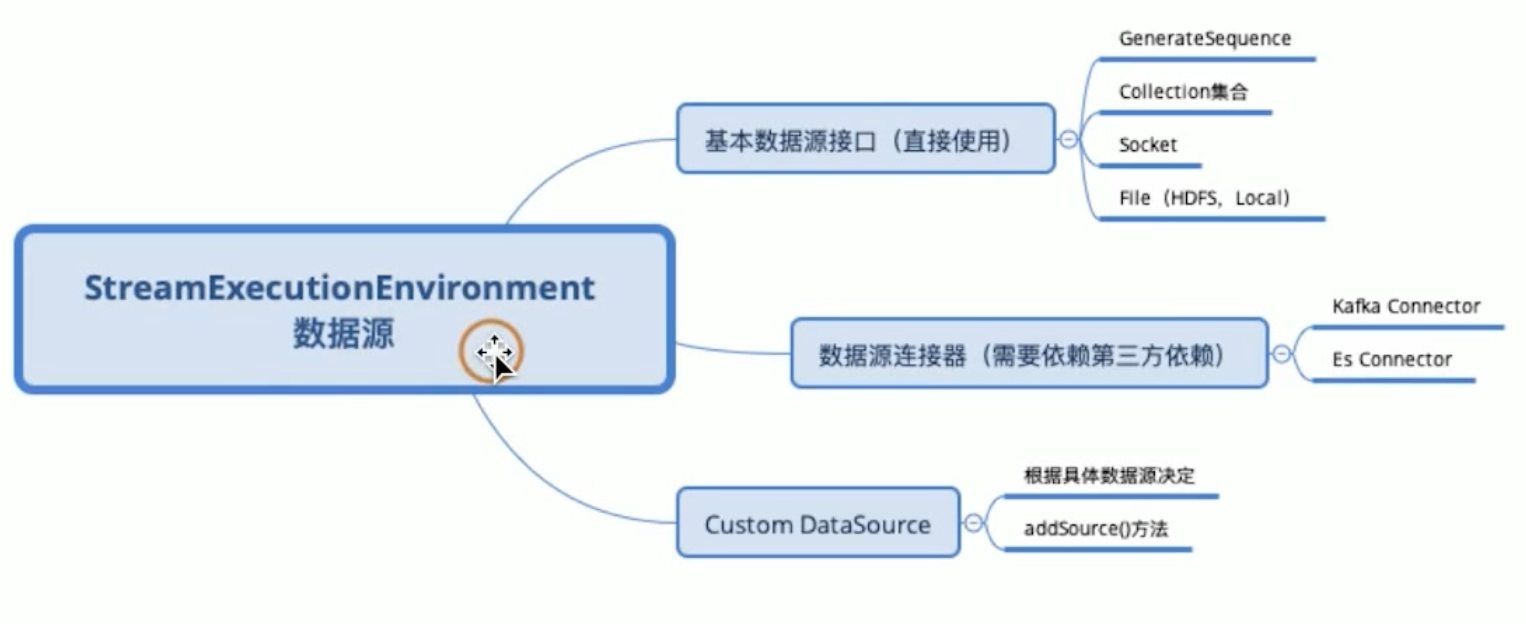 StreamExecutionEnvironment
数据源
基本数据源接口（直接使用）
GenerateSequence
Collection集合
Socket
File（HDFS，Local）
数据源连接器（需要依赖第三方依赖）
Kafka Connector
Es Connector
Custom DataSource
根据具体数据源决定
addSource()方法